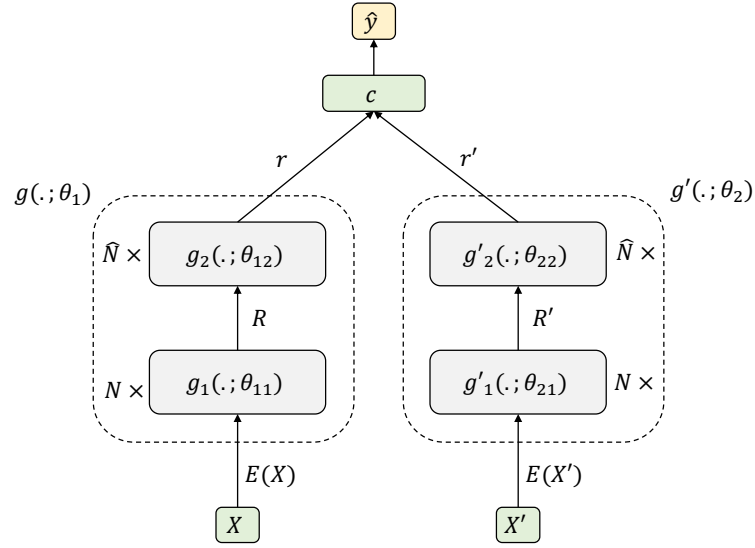 ŷ
c
r
r′
g(.;θ₁)
g′(.;θ₂)
N̂ ×
g₂(.;θ₁₂)
g′₂(.;θ₂₂)
N̂ ×
R
R′
N ×
g₁(.;θ₁₁)
g′₁(.;θ₂₁)
N ×
E(X)
E(X′)
X
X′